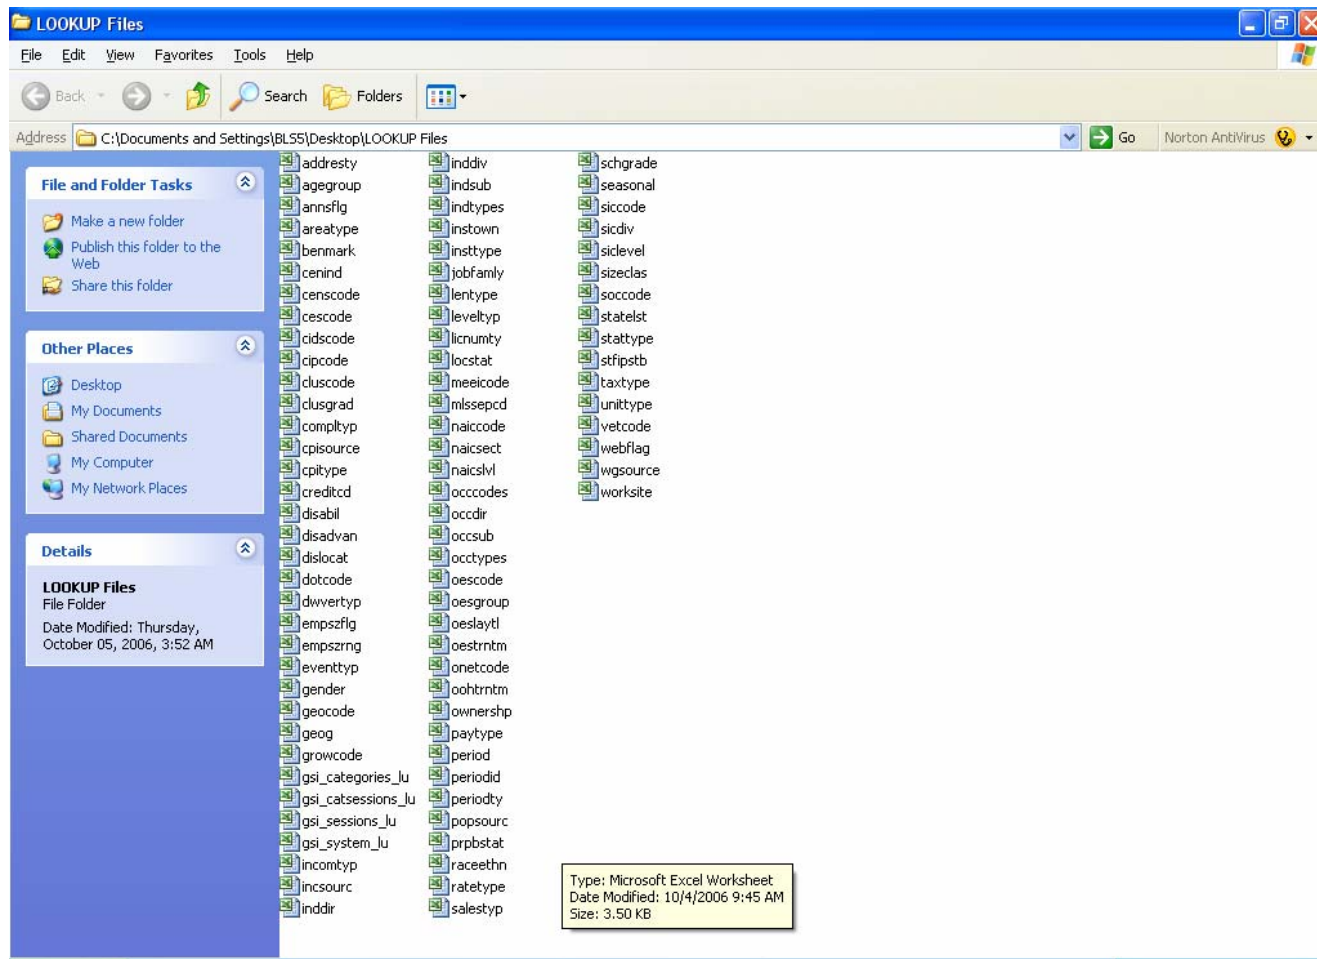 LOOKUP Files
File Edit View Favorites Tools Help
Back Search Folders
Address C:\Documents and Settings\BLS5\Desktop\LOOKUP Files Go Norton AntiVirus
File and Folder Tasks
Make a new folder
Publish this folder to the
Web
Share this folder
Other Places
Desktop
My Documents
Shared Documents
My Computer
My Network Places
Details
LOOKUP Files
File Folder
Date Modified: Thursday,
October 05, 2006, 3:52 AM
addresty
agegroup
annsflg
areatype
benmark
cenind
censcode
cescode
cidscode
cipcode
cluscode
clusgrad
compltyp
cpisource
cpitype
creditcd
disabil
disadvan
dislocat
dotcode
dwvertyp
empszflg
empszrng
eventtyp
gender
geocode
geog
growcode
gsi_categories_lu
gsi_catsessions_lu
gsi_sessions_lu
gsi_system_lu
incomtyp
incsourc
inddir
inddiv
indsub
indtypes
instown
insttype
jobfamly
lentype
leveltyp
licnumty
locstat
meeicode
mlssepcd
naiccode
naicsect
naicslvl
occcodes
occdir
occsub
occtypes
oescode
oesgroup
oeslaytl
oestrntm
onetcode
oohtrntm
ownershp
paytype
period
periodid
periodty
popsourc
prpbstat
raceethn
ratetype
salestyp
schgrade
seasonal
siccode
sicdiv
siclevel
sizeclas
soccode
statelst
stattype
stfipstb
taxtype
unittype
vetcode
webflag
wgsource
worksite
Type: Microsoft Excel Worksheet
Date Modified: 10/4/2006 9:45 AM
Size: 3.50 KB